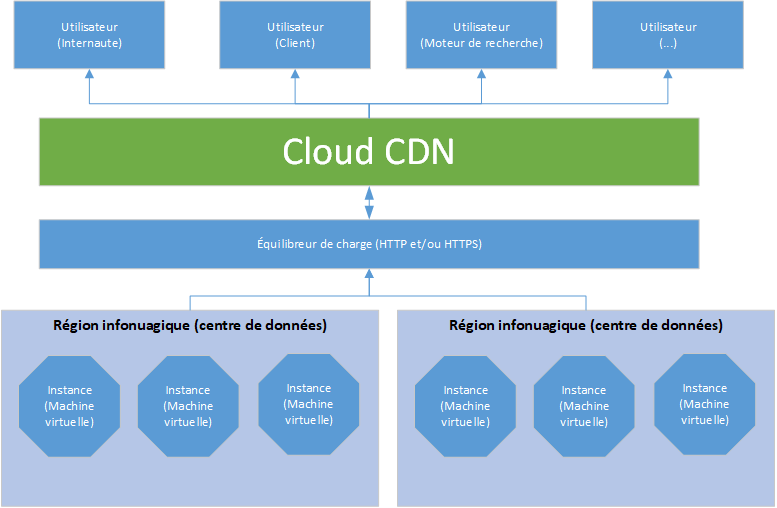 Utilisateur
(Internaute)
Utilisateur
(Client)
Utilisateur
(Moteur de recherche)
Utilisateur
(...)
Cloud CDN
Équilibreur de charge (HTTP et/ou HTTPS)
Région infonuagique (centre de données)
Instance
(Machine
virtuelle)
Instance
(Machine
virtuelle)
Instance
(Machine
virtuelle)
Région infonuagique (centre de données)
Instance
(Machine
virtuelle)
Instance
(Machine
virtuelle)
Instance
(Machine
virtuelle)